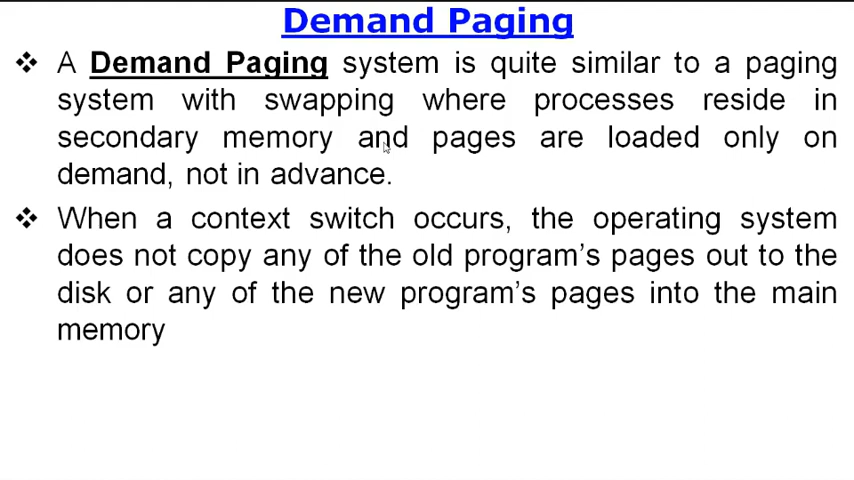 Demand Paging
❖ A Demand Paging system is quite similar to a paging
system with swapping where processes reside in
secondary memory and pages are loaded only on
demand, not in advance.
❖ When a context switch occurs, the operating system
does not copy any of the old program's pages out to the
disk or any of the new program's pages into the main
memory